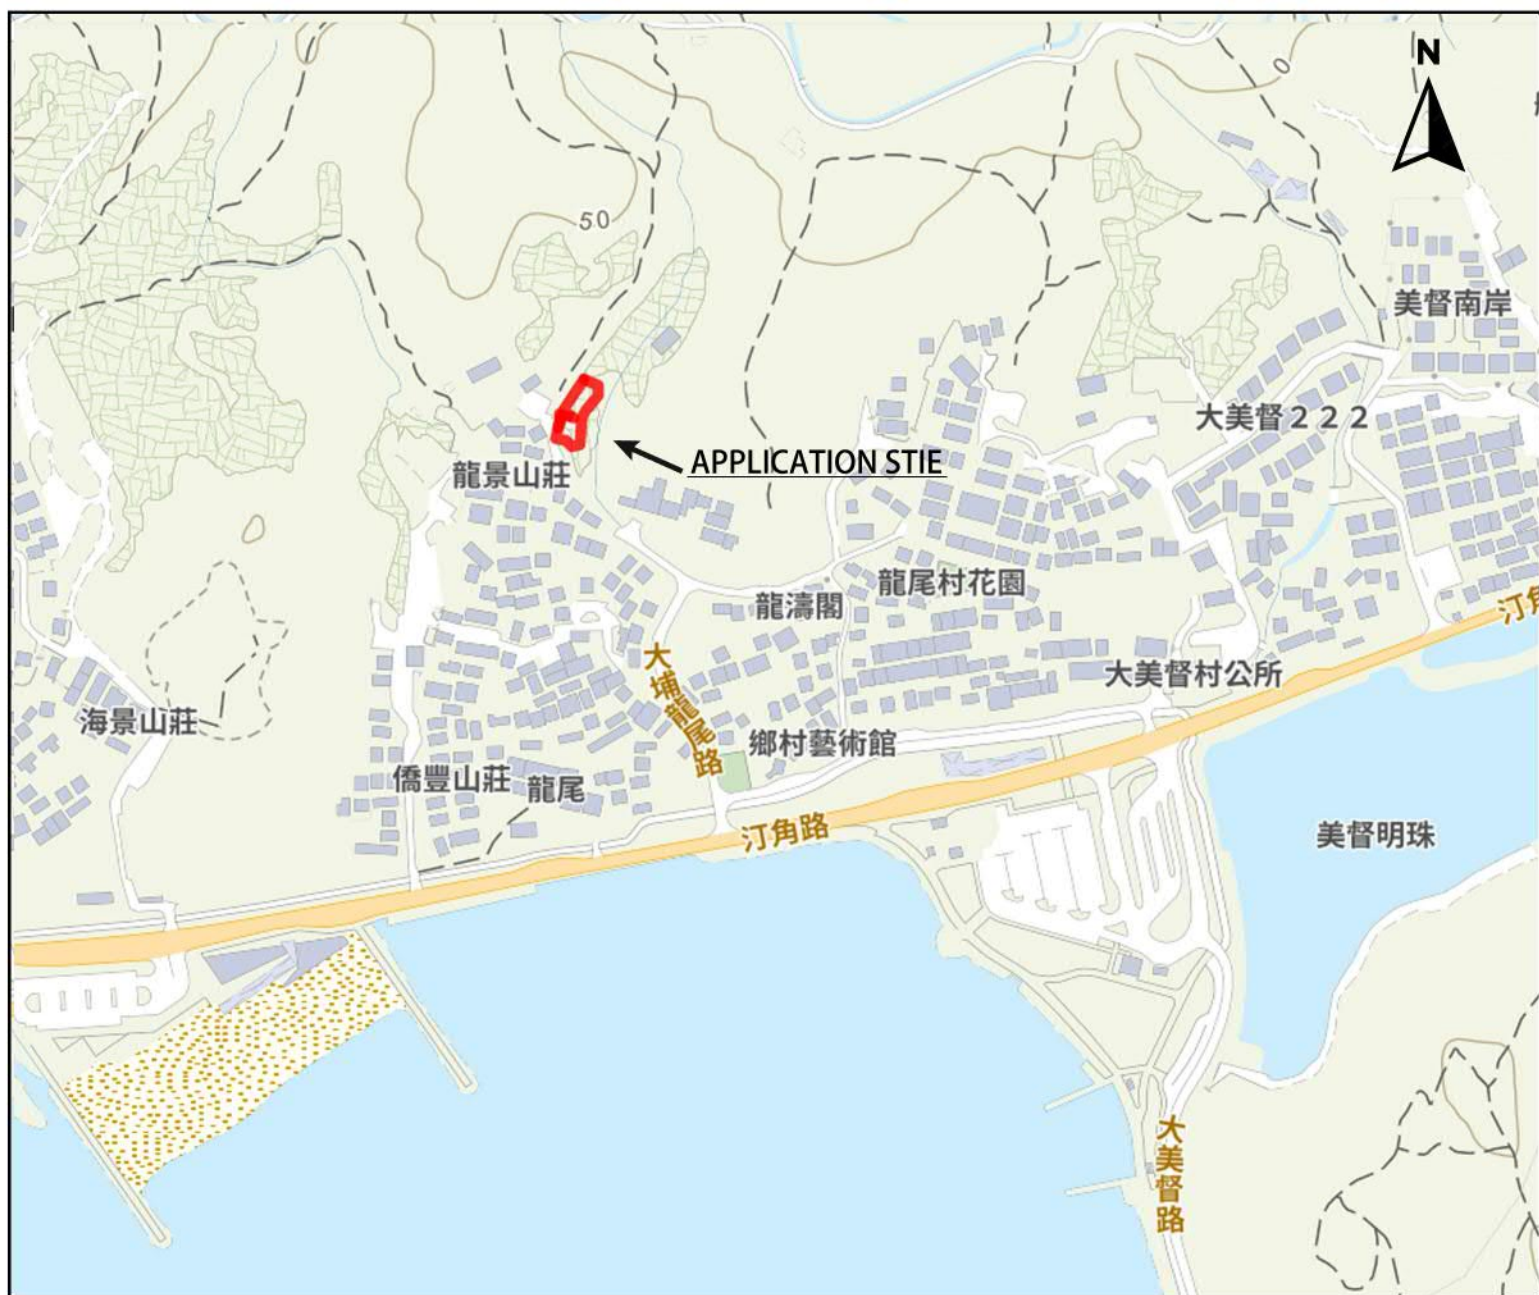 N
0
50
美督南岸
大美督222
APPLICATION STIE
龍景山莊
龍尾村花園
龍濤閣
汀角
大埔龍尾路
大美督村公所
海景山莊
鄉村藝術館
僑豐山莊
龍尾
汀角路
美督明珠
大美督路